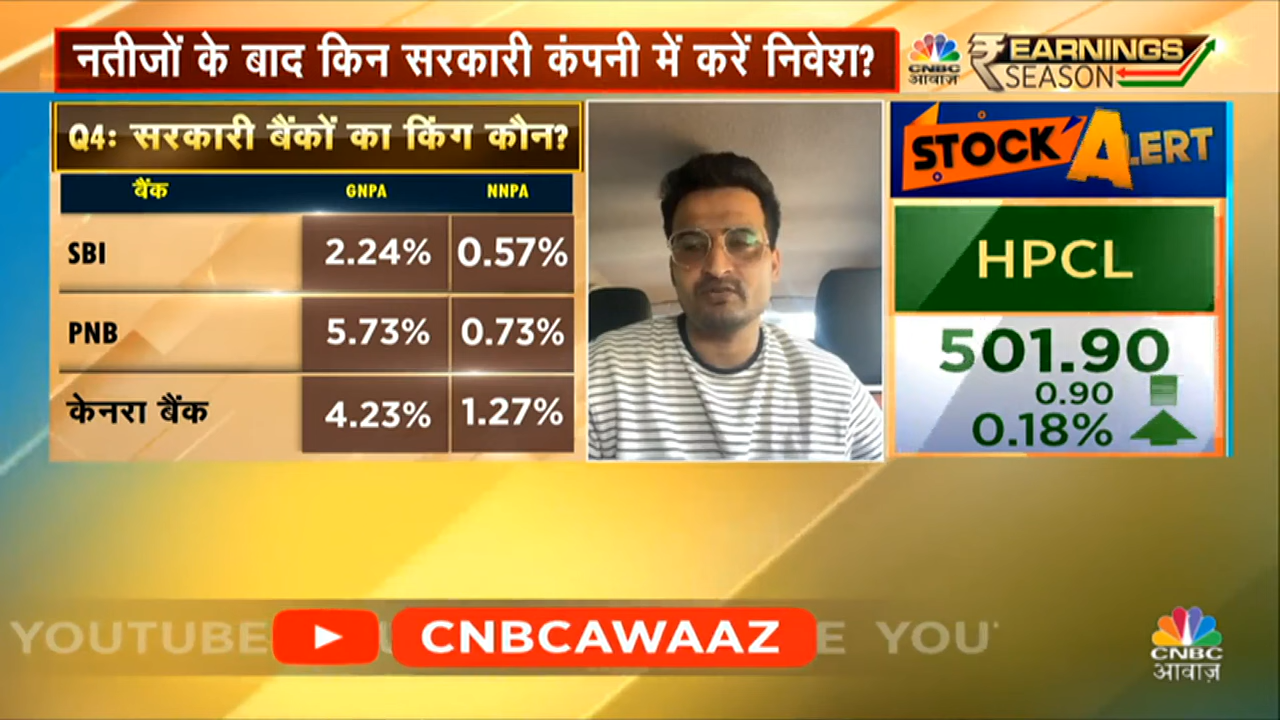 नतीजों के बाद किन सरकारी कंपनी में करें निवेश?
CNBC
आवाज़
₹ EARNINGS
SEASON
Q4: सरकारी बैंकों का किंग कौन?
बैंक GNPA NNPA
SBI 2.24% 0.57%
PNB 5.73% 0.73%
केनरा बैंक 4.23% 1.27%
STOCK ALERT
HPCL
501.90
0.90
0.18%
YOUTUBE CNBCAWAAZ E YOU
CNBC
आवाज़